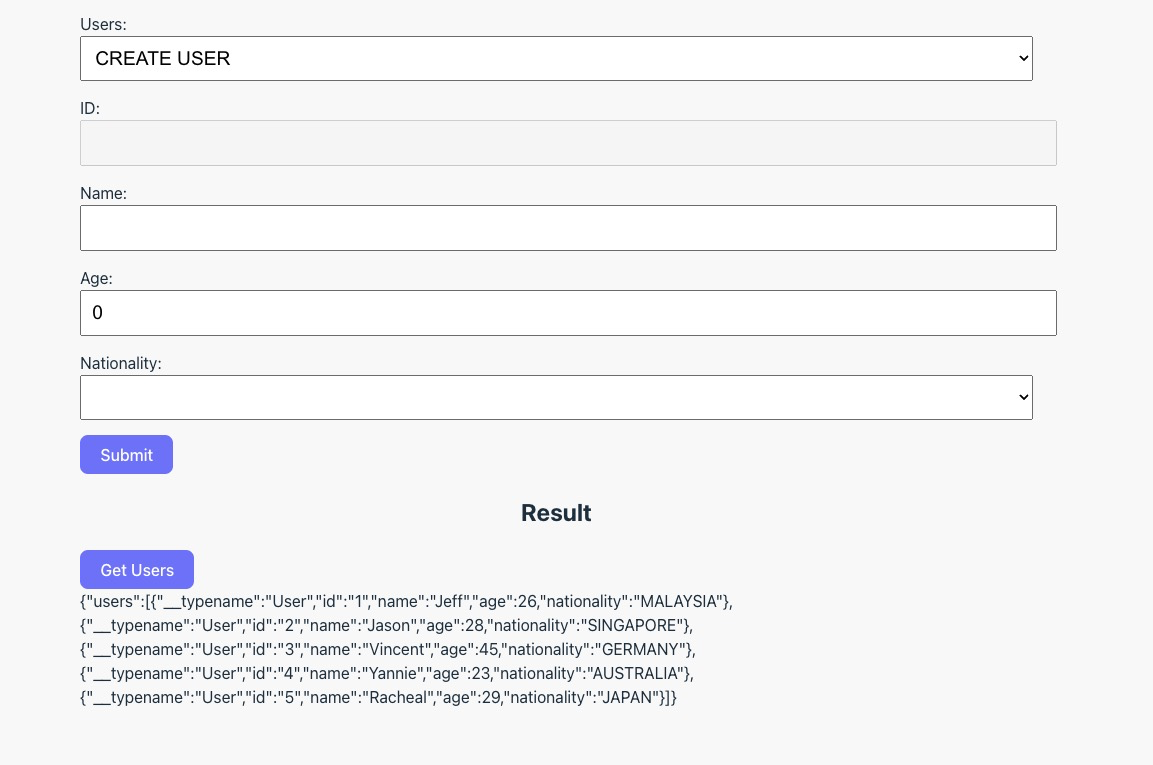 Users:
CREATE USER
ID:
Name:
Age:
0
Nationality:
Submit
Result
Get Users
{"users":[{"__typename":"User","id":"1","name":"Jeff","age":26,"nationality":"MALAYSIA"},
{"__typename":"User","id":"2","name":"Jason","age":28,"nationality":"SINGAPORE"},
{"__typename":"User","id":"3","name":"Vincent","age":45,"nationality":"GERMANY"},
{"__typename":"User","id":"4","name":"Yannie","age":23,"nationality":"AUSTRALIA"},
{"__typename":"User","id":"5","name":"Racheal","age":29,"nationality":"JAPAN"}]}